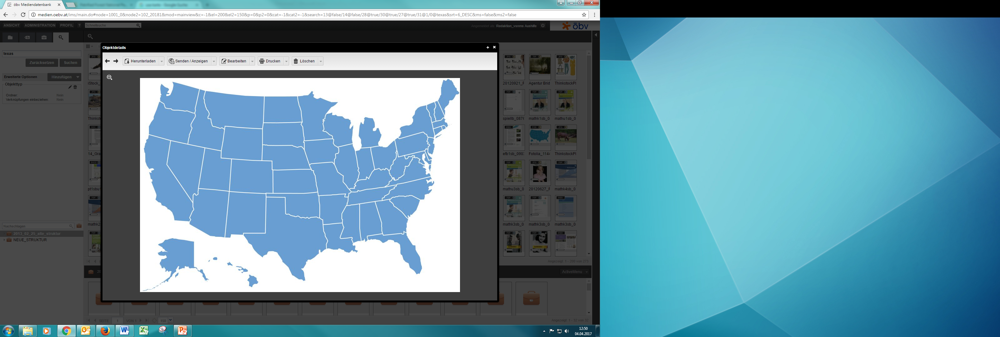 öbv Mediendatenbank
medien.oebv.at/ims/main.do#node=1001_0&node2=102_20181&mod=mainview&c=-1&el=200&el2=150&p=0&p2=0&cat=-1&cat2=-1&search=13@false/14@false/28@true/30@true/27@true/31@1/0@texas&srt=6_DESC&ms=false&ms2=false
ANSICHT ADMINISTRATION PROFIL ? Schnellsuche
Angemeldet als Redaktion_vsnms Aushilfe
öbv
Objektdetails
texas
Zurücksetzen Suchen
Herunterladen Senden / Anzeigen Bearbeiten Drucken Löschen
Erweiterte Optionen Hinzufügen
Objekttyp
Ordner: Nein
Verknüpfungen einbeziehen: Nein
iStock_
Thinkst
14_Gra
pt1sbu1
mathk2
20120921_F Agentur Brid ThinkstockPl
spiellb_0876 mathk1sb_0 mathu1sb_0
efb1sb_090 Fotolia_1144 ThinkstockPl
mathu3sb_0 20120627_F mathk4sb_0
mathk3sb_0 mathk3sb_0 mathk3sb_0
Nachschlagen
2013_02_25_alte_struktur
NEUE_STRUKTUR
Angezeigt: 1 - 200 von 273
20
ActiveMenu
SEITE 1 VON 1 150
Angezeigt: 1 - 32 von 32
12:50
04.04.2017